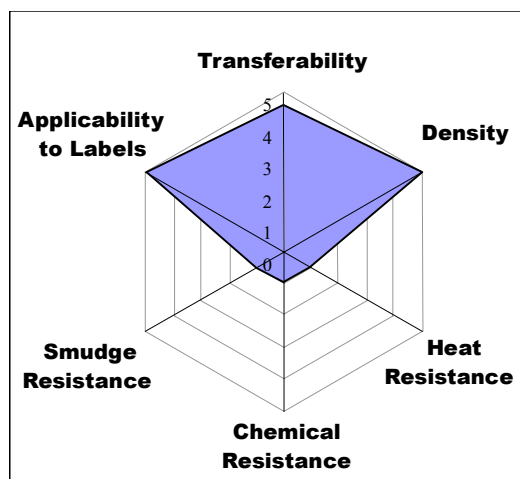 Transferability
5
Applicability
to Labels
Density
4
3
2
1
0
Smudge
Resistance
Heat
Resistance
Chemical
Resistance